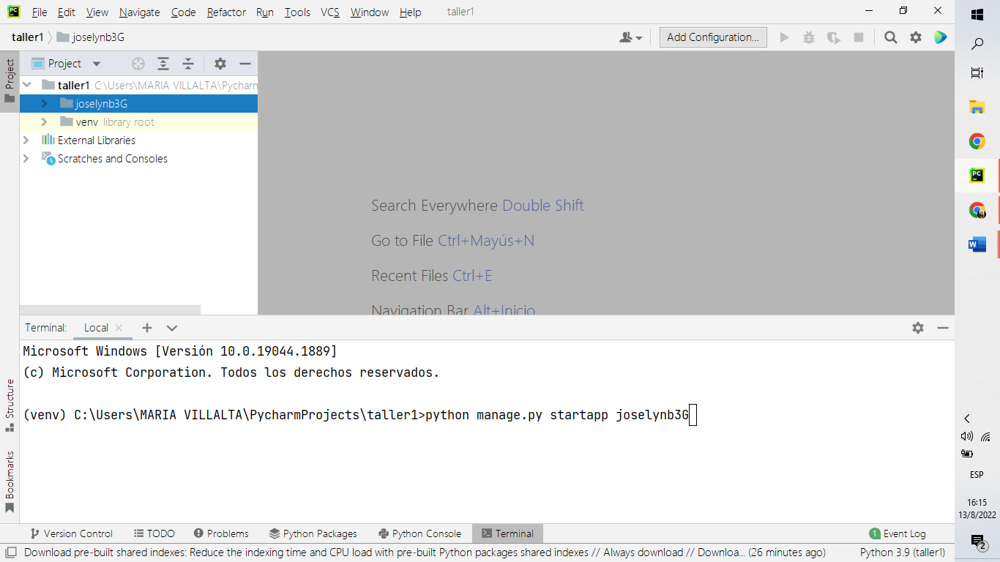 PC File Edit View Navigate Code Refactor Run Tools VCS Window Help taller1
taller1 joselynb3G Add Configuration...
Project
Project
taller1 C:\Users\MARIA VILLALTA\Pycharm
joselynb3G
venv library root
External Libraries
Scratches and Consoles
Search Everywhere Double Shift
Go to File Ctrl+Mayús+N
Recent Files Ctrl+E
Navigation Bar Alt+Inicio
Terminal: Local
Microsoft Windows [Versión 10.0.19044.1889]
(c) Microsoft Corporation. Todos los derechos reservados.
(venv) C:\Users\MARIA VILLALTA\PycharmProjects\taller1>python manage.py startapp joselynb3G
Structure
Bookmarks
Version Control TODO Problems Python Packages Python Console Terminal 1 Event Log
Download pre-built shared indexes: Reduce the indexing time and CPU load with pre-built Python packages shared indexes // Always download // Downloa... (26 minutes ago) Python 3.9 (taller1)
PC
W
ESP
16:15
13/8/2022
2